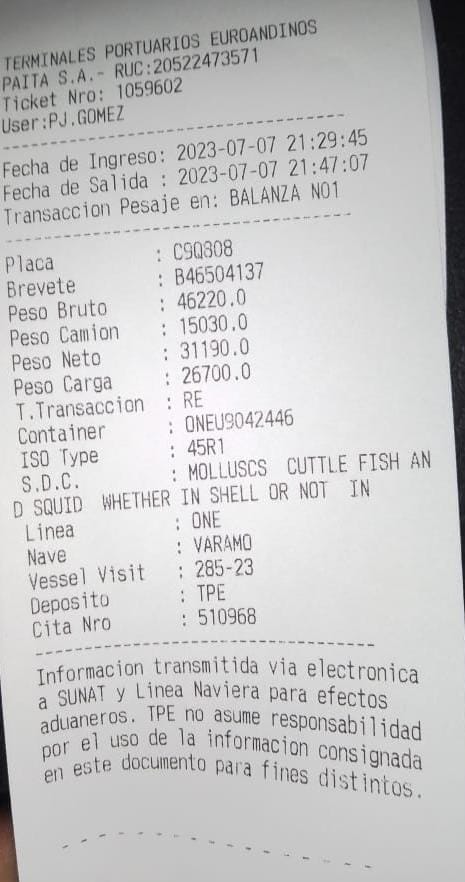 TERMINALES PORTUARIOS EUROANDINOS
PAITA S.A.- RUC:20522473571
Ticket Nro: 1059602
User:PJ.GOMEZ
Fecha de Ingreso: 2023-07-07 21:29:45
Fecha de Salida : 2023-07-07 21:47:07
Transaccion Pesaje en: BALANZA NO1
Placa : C9Q808
Brevete : B46504137
Peso Bruto : 46220.0
Peso Camion : 15030.0
Peso Neto : 31190.0
Peso Carga : 26700.0
T.Transaccion : RE
Container : ONEU9042446
ISO Type : 45R1
S.D.C. : MOLLUSCS CUTTLE FISH AN
D SQUID WHETHER IN SHELL OR NOT IN
Linea : ONE
Nave : VARAMO
Vessel Visit : 285-23
Deposito : TPE
Cita Nro : 510968
Informacion transmitida via electronica
a SUNAT y Linea Naviera para efectos
aduaneros. TPE no asume responsabilidad
por el uso de la informacion consignada
en este documento para fines distintos.